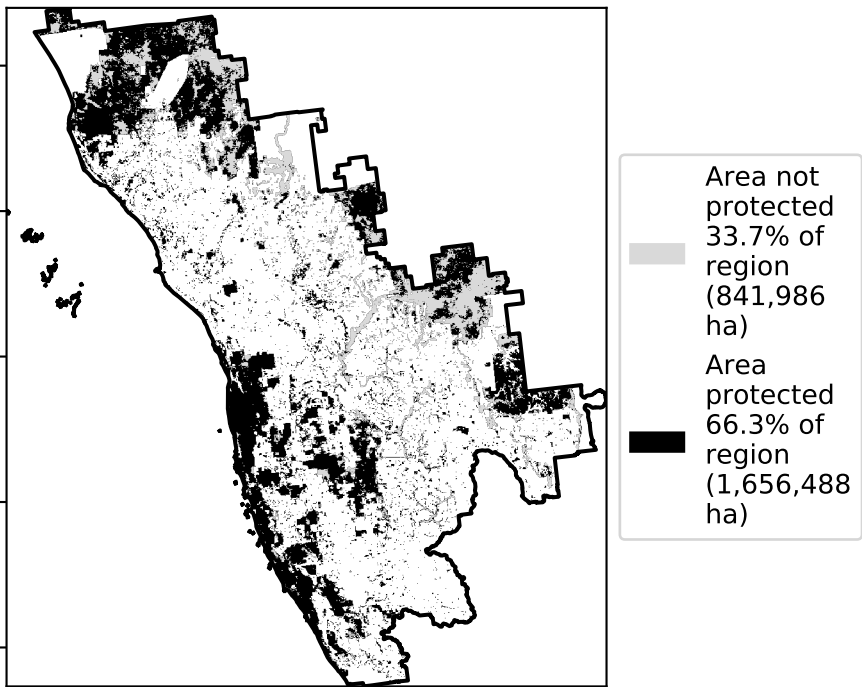 Area not
protected
33.7% of
region
(841,986
ha)
Area
protected
66.3% of
region
(1,656,488
ha)